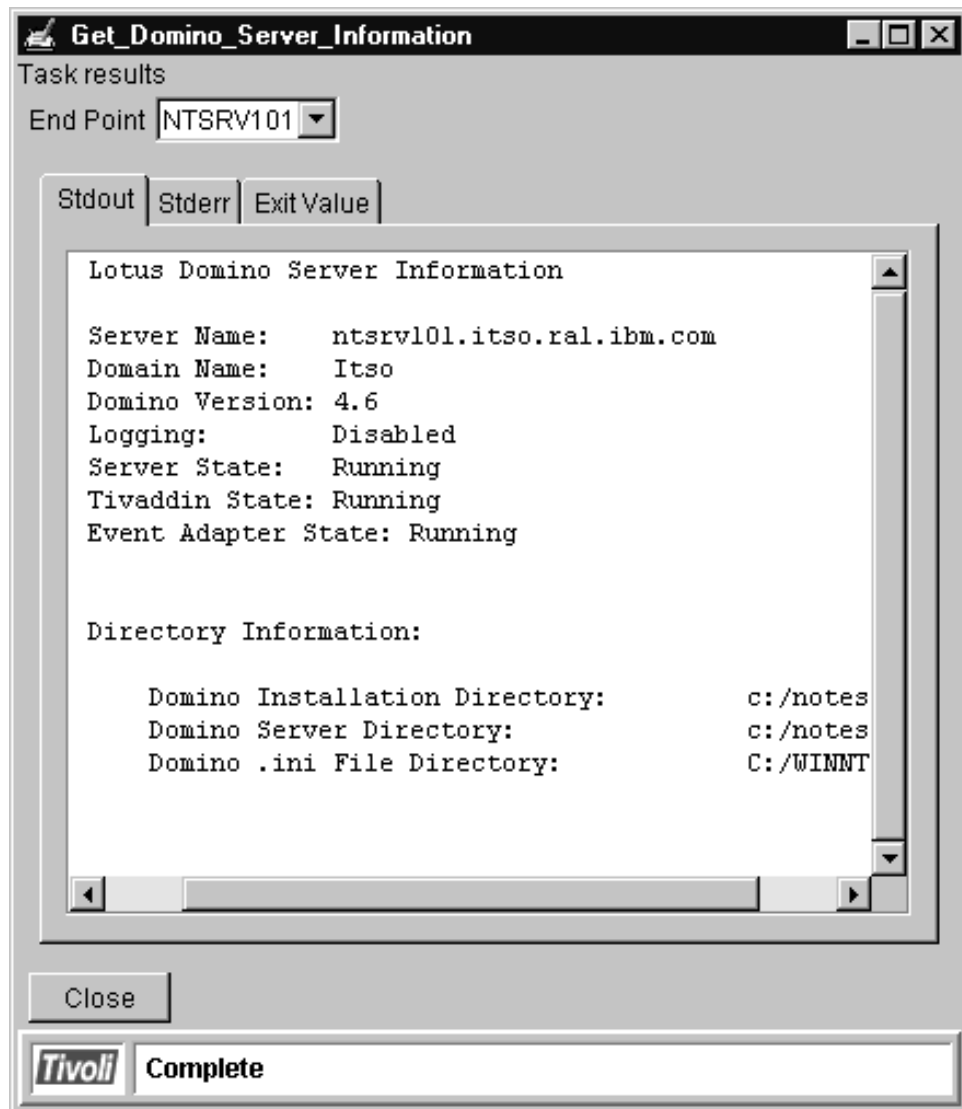 Get_Domino_Server_Information
Task results
End Point NTSRV101
Stdout Stderr Exit Value
Lotus Domino Server Information
Server Name: ntsrv101.itso.ral.ibm.com
Domain Name: Itso
Domino Version: 4.6
Logging: Disabled
Server State: Running
Tivaddin State: Running
Event Adapter State: Running
Directory Information:
Domino Installation Directory: c:/notes
Domino Server Directory: c:/notes
Domino .ini File Directory: C:/WINNT
Close
Tivoli Complete